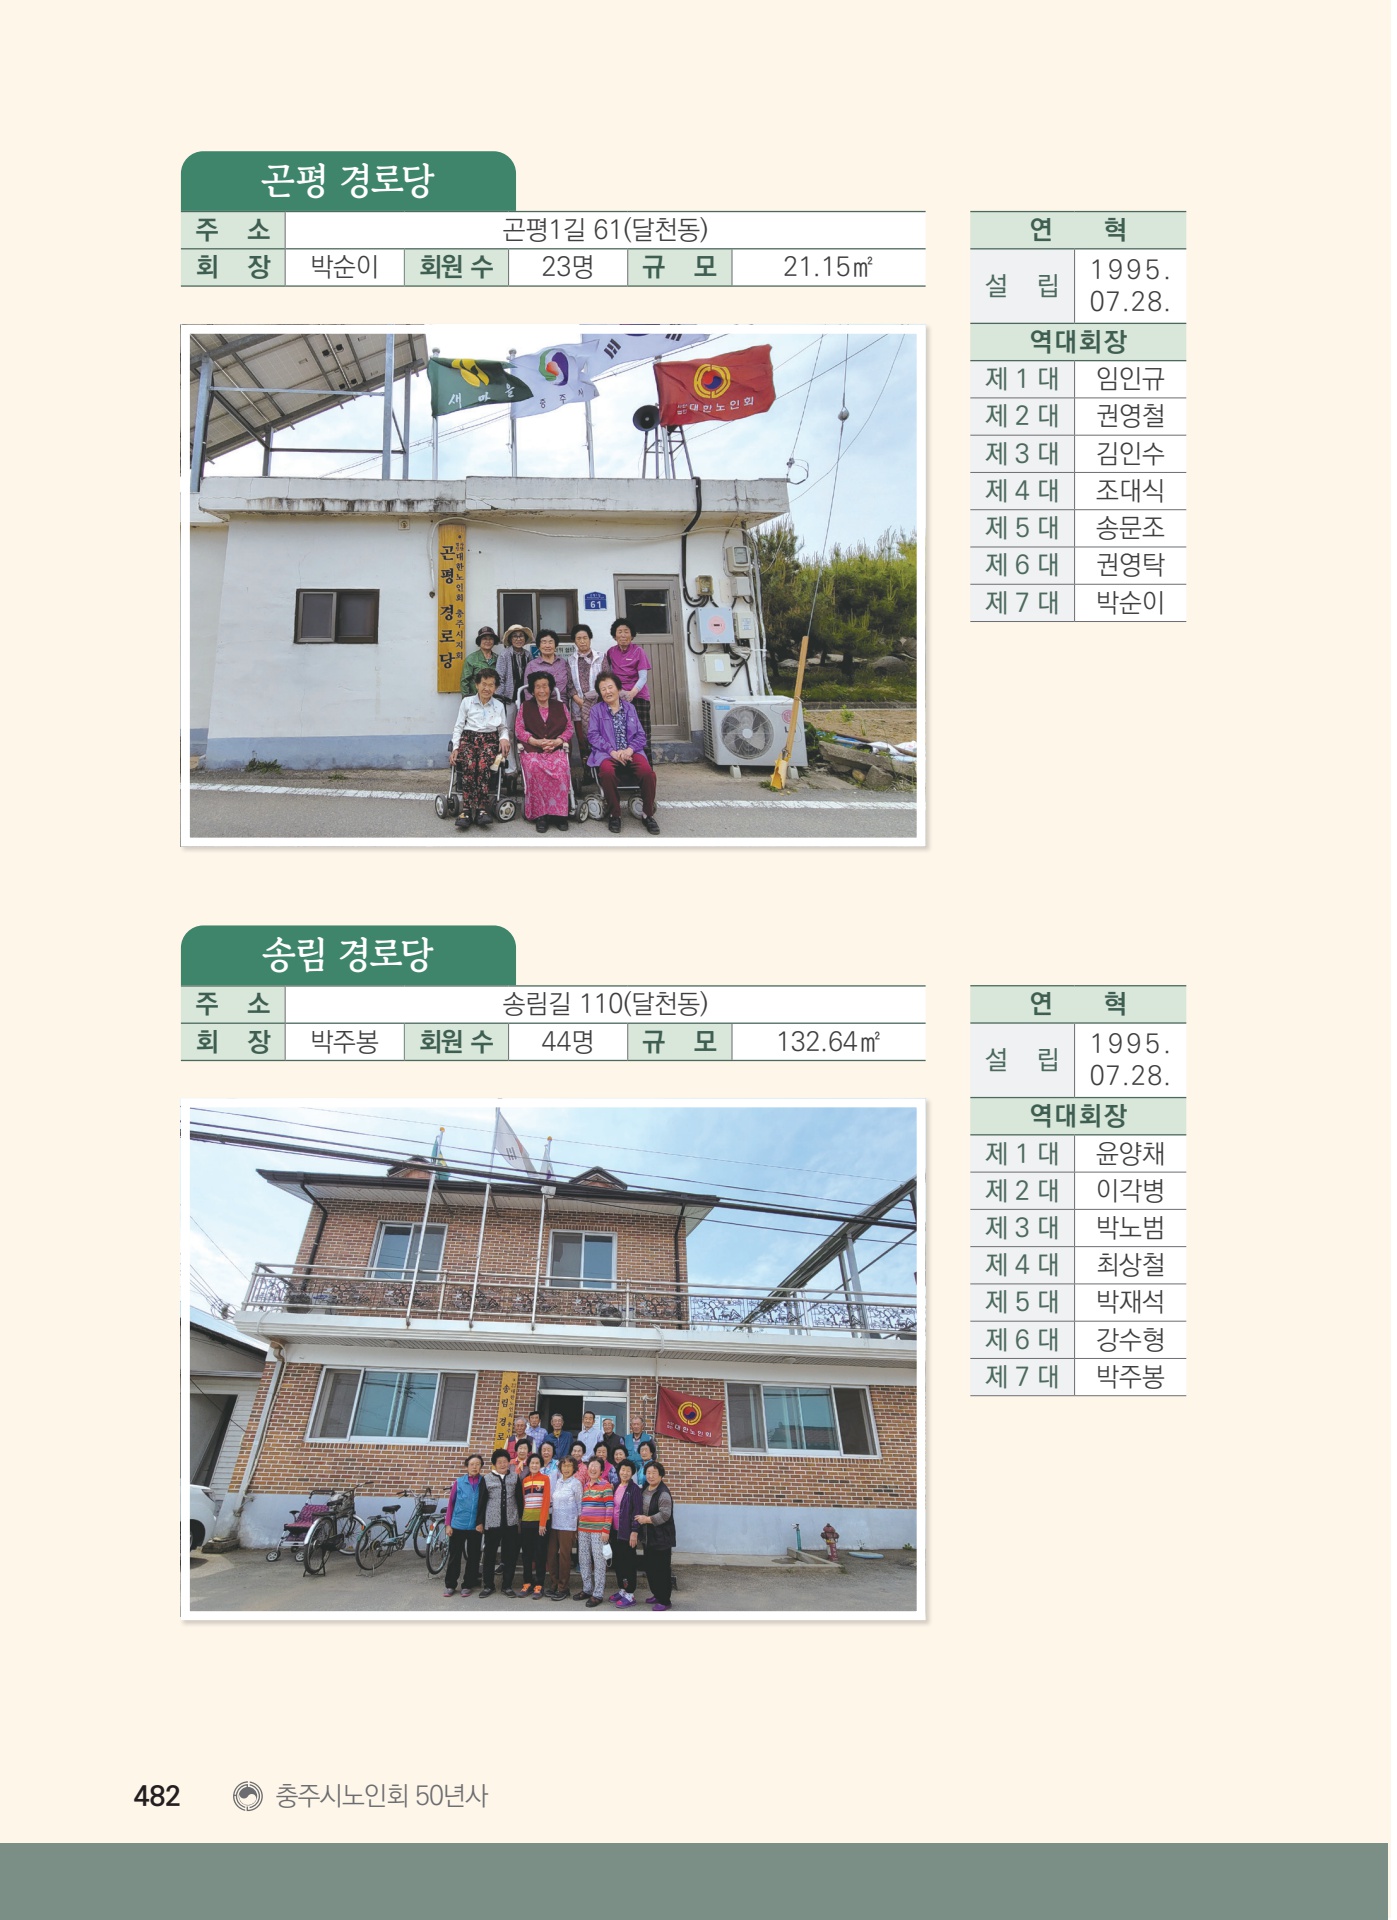 곤평 경로당
주 소 곤평1길 61(달천동)
회 장 박순이 회원 수 23명 규 모 21.15㎡
연 혁
설 립 1995.
07.28.
역대회장
제 1 대 임인규
제 2 대 권영철
제 3 대 김인수
제 4 대 조대식
제 5 대 송문조
제 6 대 권영탁
제 7 대 박순이
새마을
충주시
대한노인회
곤평경로당
대한노인회 충주시지회
61
송림 경로당
주 소 송림길 110(달천동)
회 장 박주봉 회원 수 44명 규 모 132.64㎡
연 혁
설 립 1995.
07.28.
역대회장
제 1 대 윤양채
제 2 대 이각병
제 3 대 박노범
제 4 대 최상철
제 5 대 박재석
제 6 대 강수형
제 7 대 박주봉
송림경로
대한노인회
482 충주시노인회 50년사